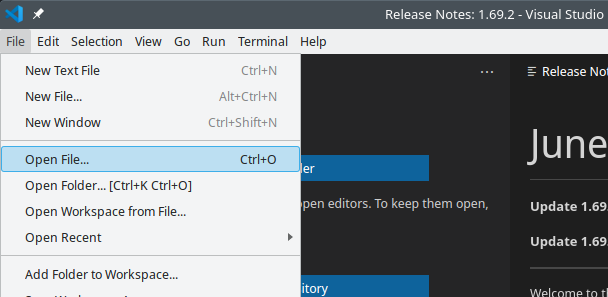 Release Notes: 1.69.2 - Visual Studio
File Edit Selection View Go Run Terminal Help
New Text File Ctrl+N
New File... Alt+Ctrl+N
New Window Ctrl+Shift+N
Open File... Ctrl+O
Open Folder... [Ctrl+K Ctrl+O]
Open Workspace from File...
Open Recent
Add Folder to Workspace...
der
open editors. To keep them open,
itory
Release Not
June
Update 1.69.
Update 1.69.
Welcome to th